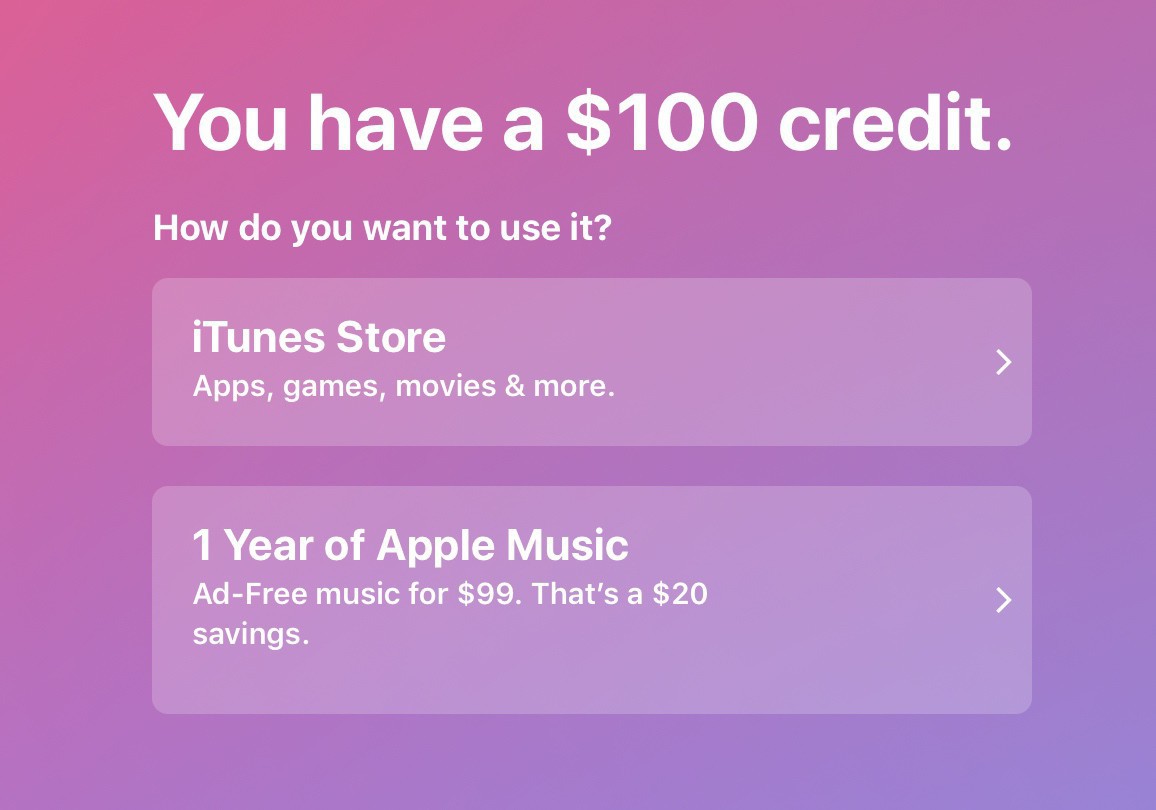 You have a $100 credit.
How do you want to use it?
iTunes Store
Apps, games, movies & more.
1 Year of Apple Music
Ad-Free music for $99. That’s a $20
savings.